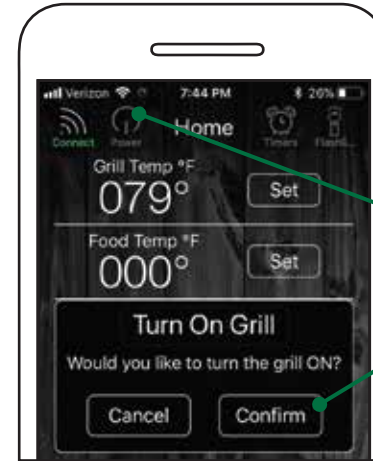 Verizon 7:44 PM 26%
Connect Power Home Timers
Grill Temp °F
079° Set
Food Temp °F
000° Set
Turn On Grill
Would you like to turn the grill ON?
Cancel Confirm